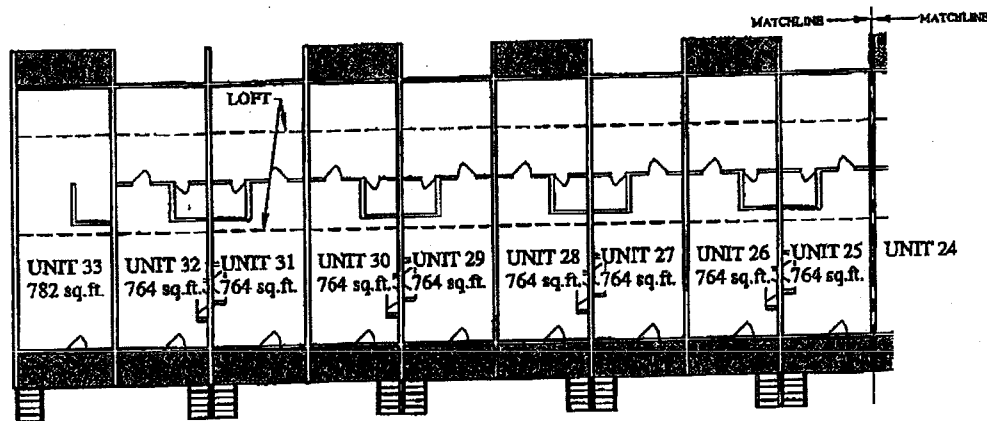 MATCHLINE MATCHLINE
LOFT
UNIT 33
782 sq.ft.
UNIT 32
764 sq.ft.
UNIT 31
764 sq.ft.
UNIT 30
764 sq.ft.
UNIT 29
764 sq.ft.
UNIT 28
764 sq.ft.
UNIT 27
764 sq.ft.
UNIT 26
764 sq.ft.
UNIT 25
764 sq.ft.
UNIT 24